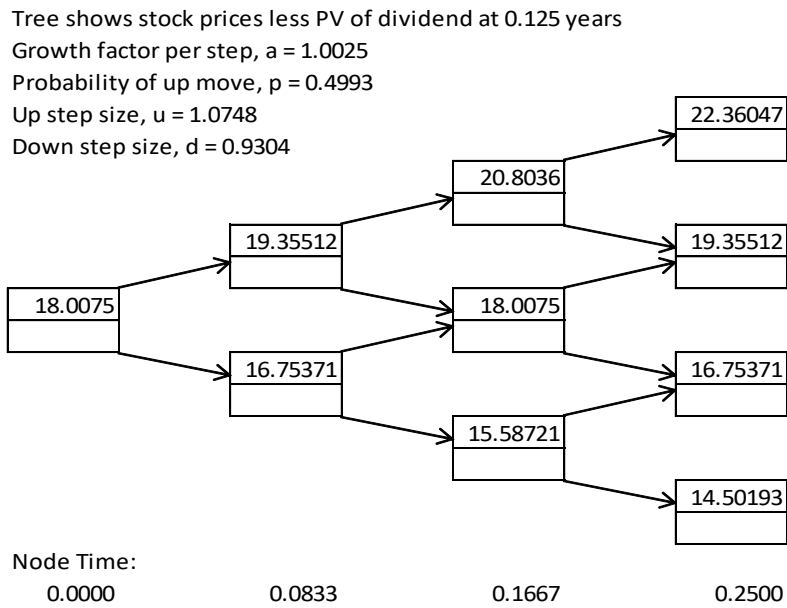 Tree shows stock prices less PV of dividend at 0.125 years
Growth factor per step, a = 1.0025
Probability of up move, p = 0.4993
Up step size, u = 1.0748
Down step size, d = 0.9304
22.36047
20.8036
19.35512
19.35512
18.0075
18.0075
16.75371
16.75371
15.58721
14.50193
Node Time:
0.0000 0.0833 0.1667 0.2500